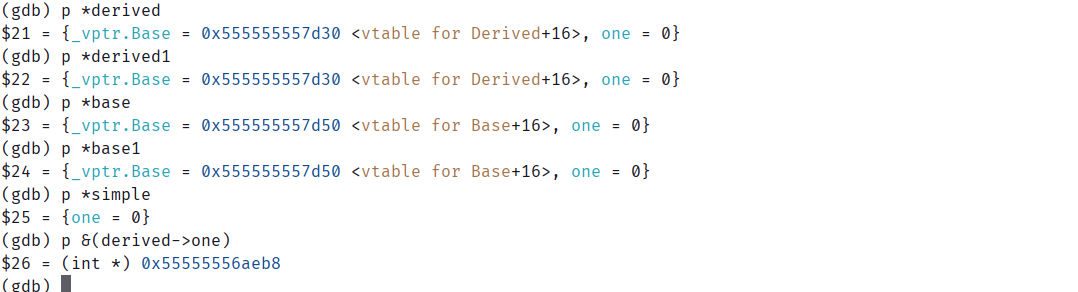 (gdb) p *derived
$21 = {_vptr.Base = 0x555555557d30 <vtable for Derived+16>, one = 0}
(gdb) p *derived1
$22 = {_vptr.Base = 0x555555557d30 <vtable for Derived+16>, one = 0}
(gdb) p *base
$23 = {_vptr.Base = 0x555555557d50 <vtable for Base+16>, one = 0}
(gdb) p *base1
$24 = {_vptr.Base = 0x555555557d50 <vtable for Base+16>, one = 0}
(gdb) p *simple
$25 = {one = 0}
(gdb) p &(derived->one)
$26 = (int *) 0x55555556aeb8
(gdb)